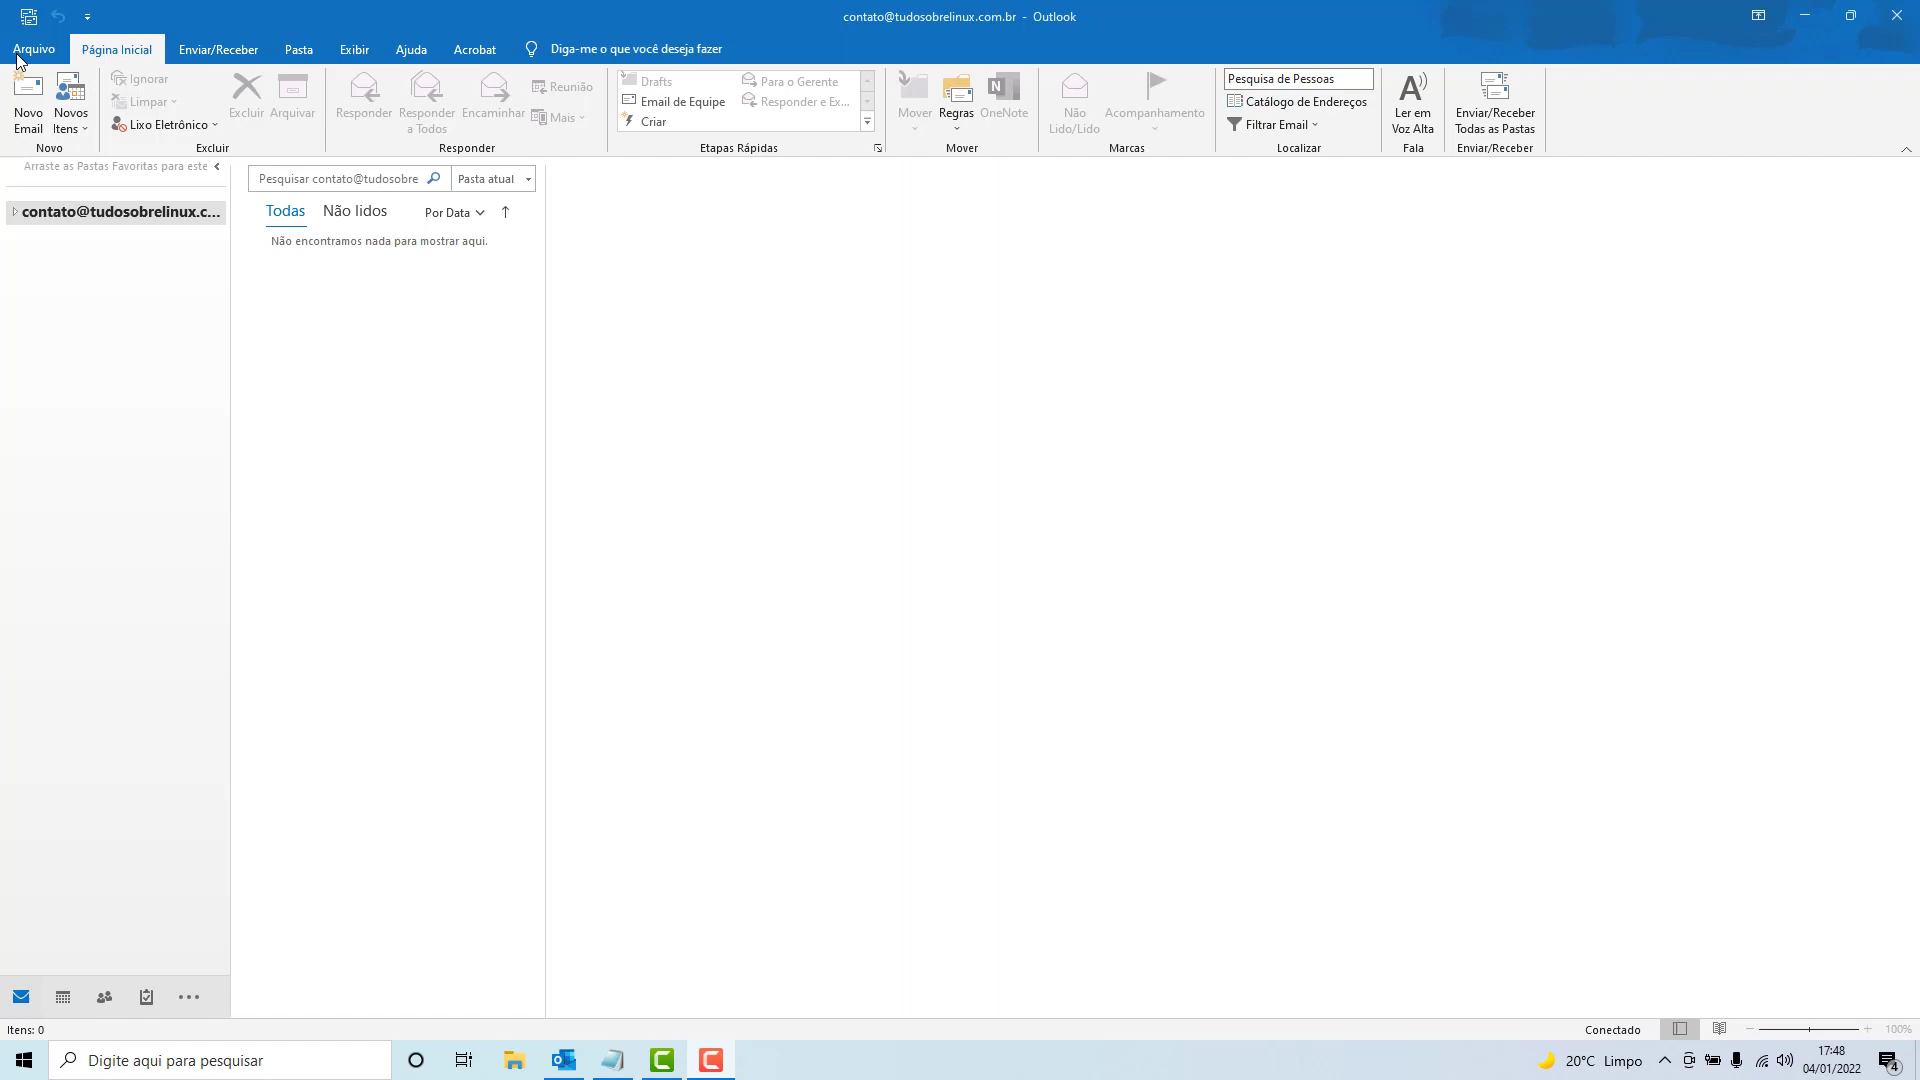 contato@tudosobrelinux.com.br - Outlook
Arquivo
Página Inicial
Enviar/Receber
Pasta
Exibir
Ajuda
Acrobat
Diga-me o que você deseja fazer
Novo
Email
Novos
Itens
Novo
Ignorar
Limpar
Lixo Eletrônico
Excluir
Arquivar
Excluir
Responder
Responder
a Todos
Encaminhar
Reunião
Mais
Responder
Drafts
Email de Equipe
Criar
Para o Gerente
Responder e Ex...
Etapas Rápidas
Mover
Regras
OneNote
N
Mover
Não
Lido/Lido
Acompanhamento
Marcas
Pesquisa de Pessoas
Catálogo de Endereços
Filtrar Email
Localizar
Ler em
Voz Alta
Fala
Enviar/Receber
Todas as Pastas
Enviar/Receber
Arraste as Pastas Favoritas para este
contato@tudosobrelinux.c...
Pesquisar contato@tudosobre
Pasta atual
Todas
Não lidos
Por Data
Não encontramos nada para mostrar aqui.
Itens: 0
Conectado
100%
Digite aqui para pesquisar
20°C Limpo
17:48
04/01/2022
4